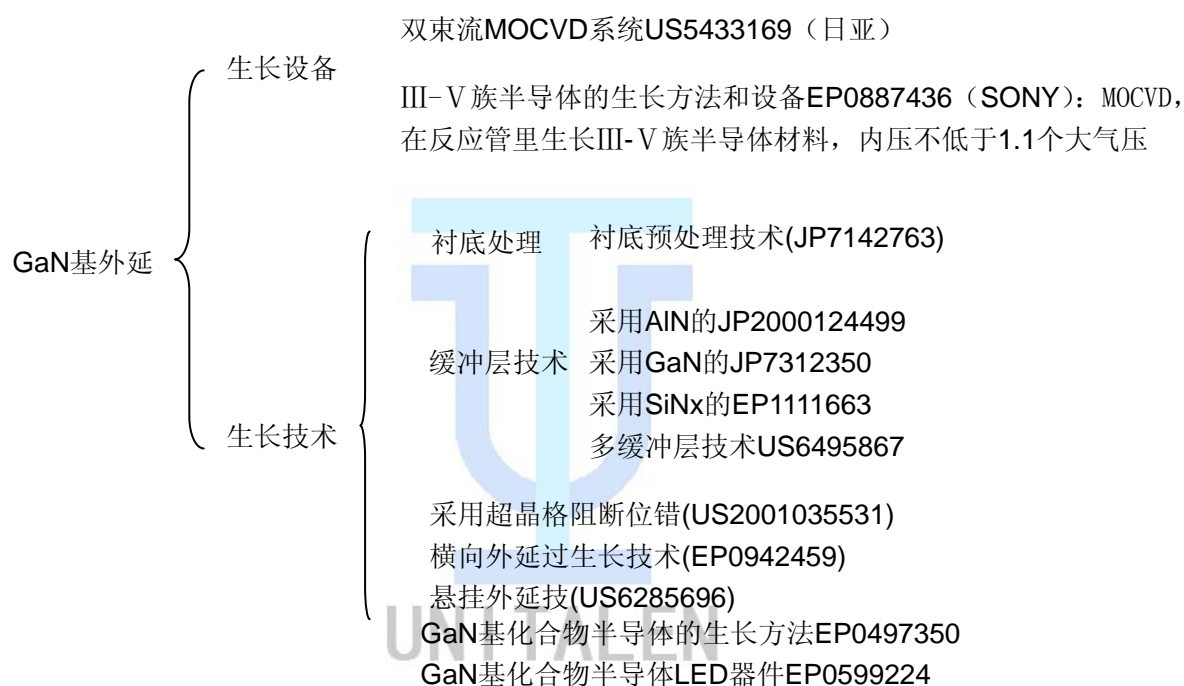 双束流MOCVD系统US5433169（日亚）
生长设备
Ⅲ-Ⅴ族半导体的生长方法和设备EP0887436（SONY）：MOCVD，
在反应管里生长Ⅲ-Ⅴ族半导体材料，内压不低于1.1个大气压
GaN基外延
衬底处理 衬底预处理技术(JP7142763)
采用AlN的JP2000124499
缓冲层技术 采用GaN的JP7312350
采用SiNx的EP1111663
生长技术 多缓冲层技术US6495867
采用超晶格阻断位错(US2001035531)
横向外延过生长技术(EP0942459)
悬挂外延技(US6285696)
GaN基化合物半导体的生长方法EP0497350
GaN基化合物半导体LED器件EP0599224
UNITALEN